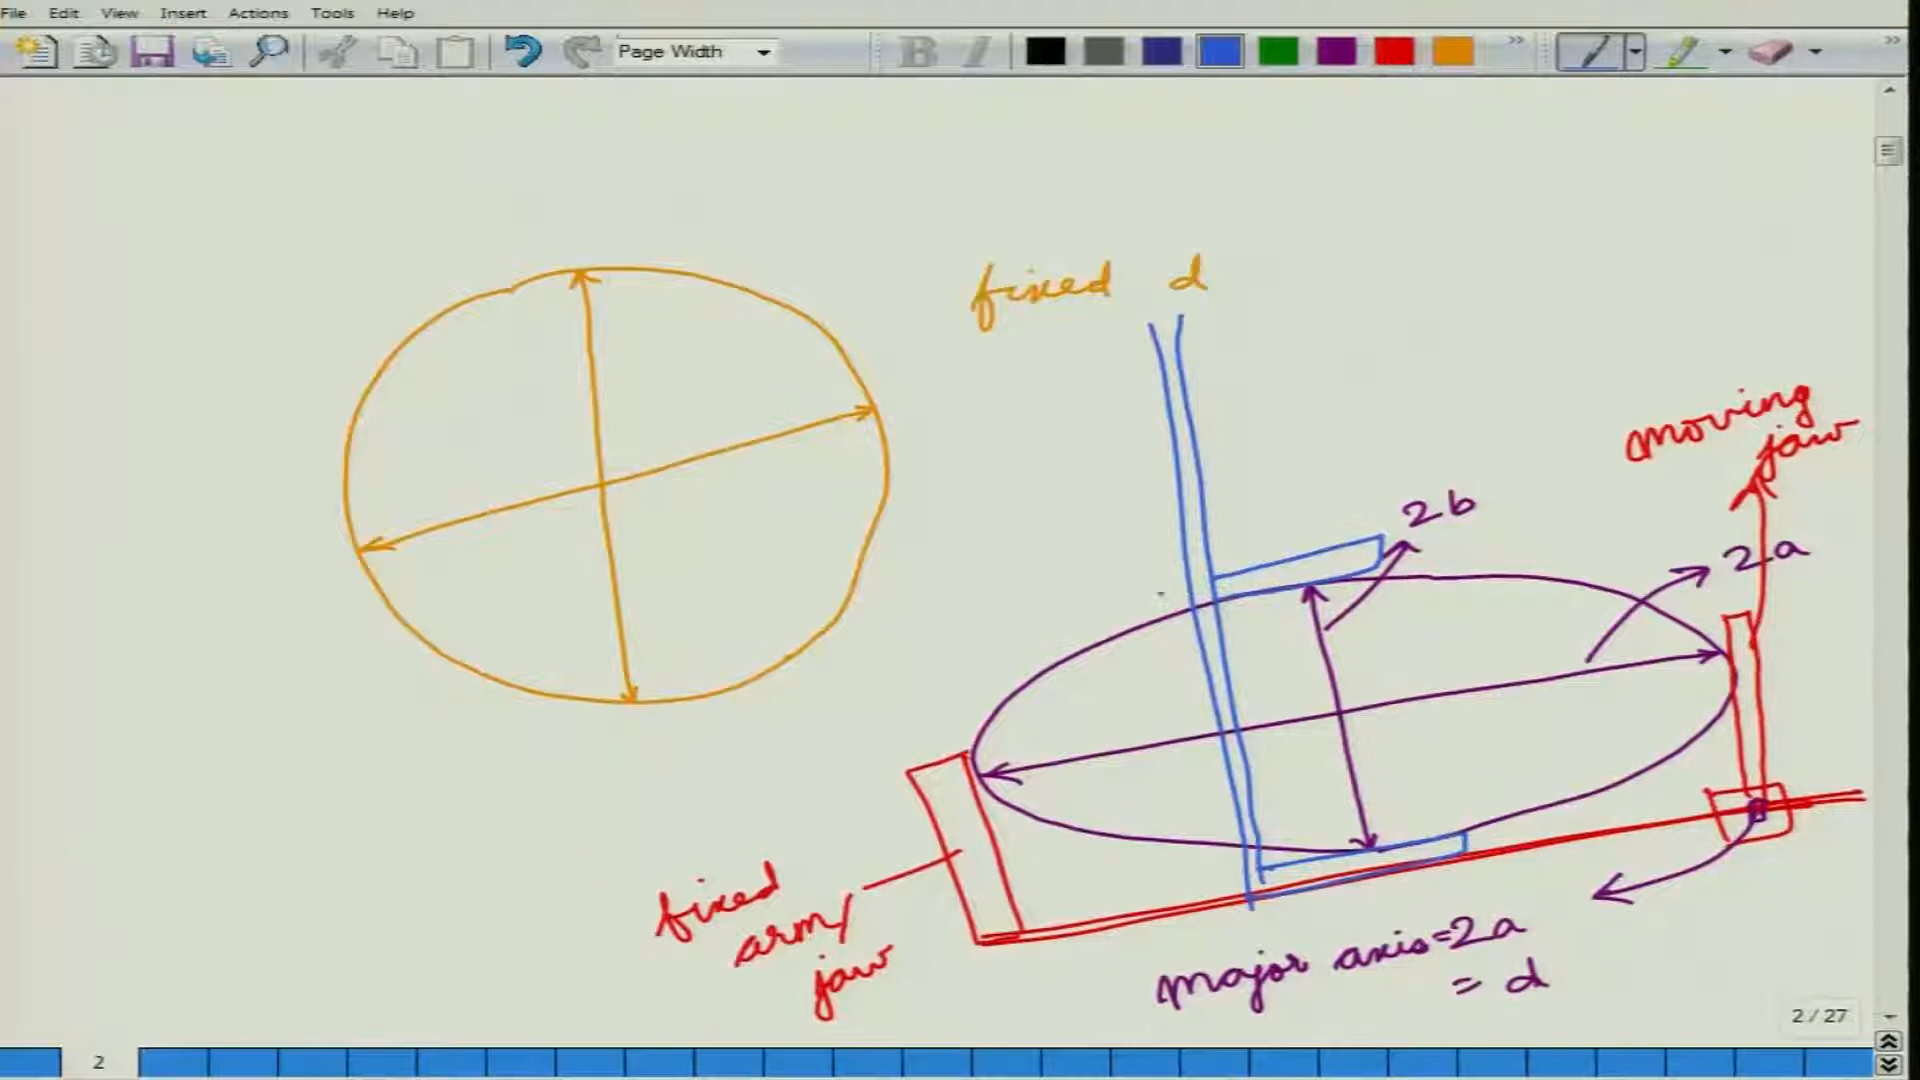 File Edit View Insert Actions Tools Help
Page Width
B I
fixed d
moving
jaw
2b
2a
fixed
arm/
jaw
major axis=2a
= d
2 / 27
2